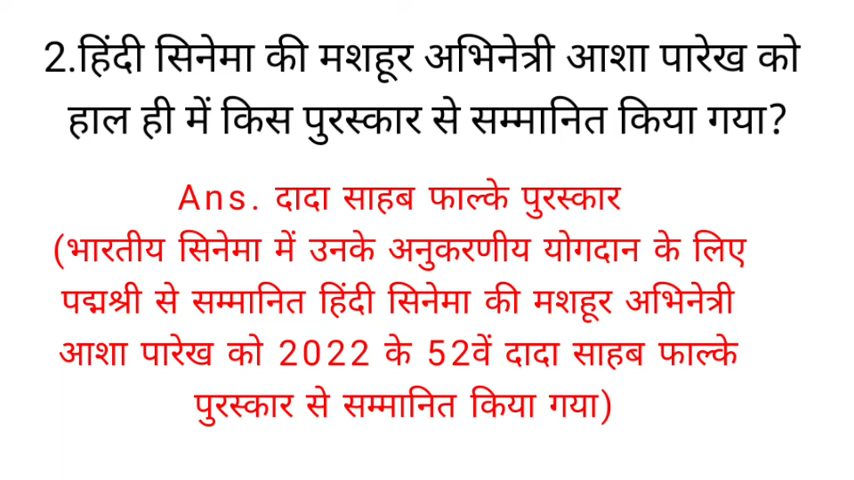 2.हिंदी सिनेमा की मशहूर अभिनेत्री आशा पारेख को
हाल ही में किस पुरस्कार से सम्मानित किया गया?
Ans. दादा साहब फाल्के पुरस्कार
(भारतीय सिनेमा में उनके अनुकरणीय योगदान के लिए
पद्मश्री से सम्मानित हिंदी सिनेमा की मशहूर अभिनेत्री
आशा पारेख को 2022 के 52वें दादा साहब फाल्के
पुरस्कार से सम्मानित किया गया)